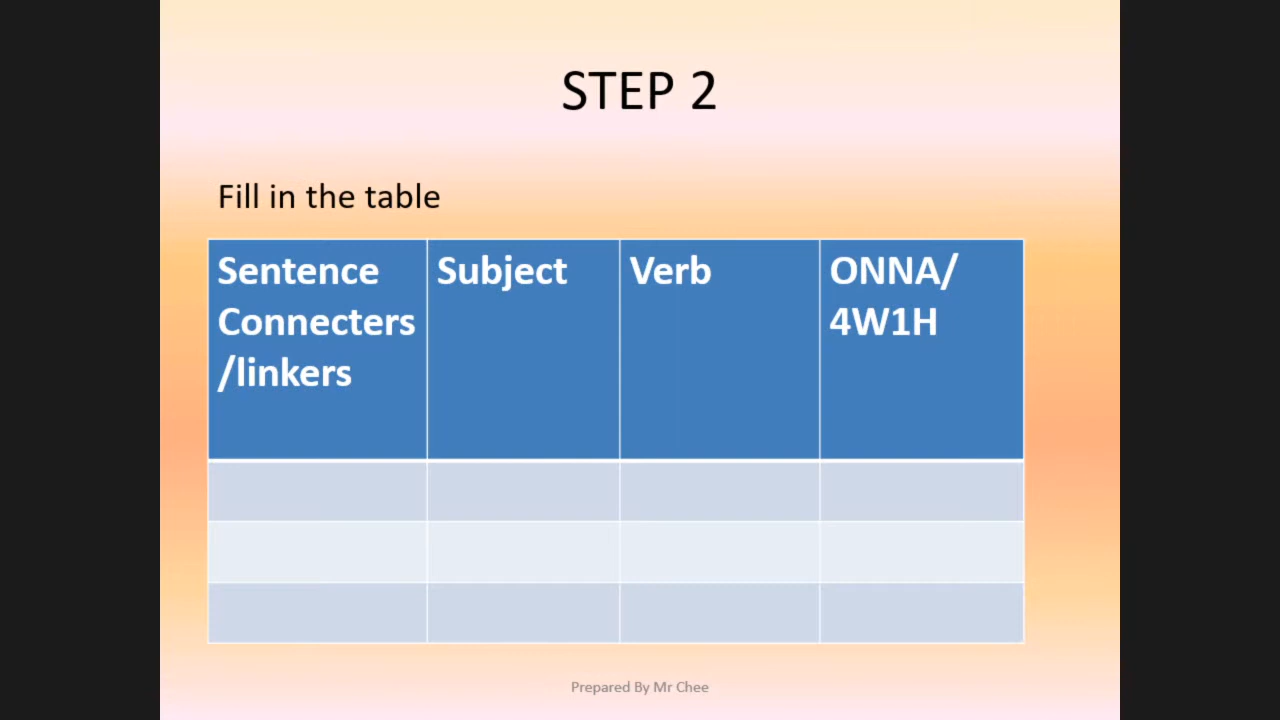 STEP 2
Fill in the table
Sentence
Connecters
/linkers
Subject
Verb
ONNA/
4W1H
Prepared By Mr Chee